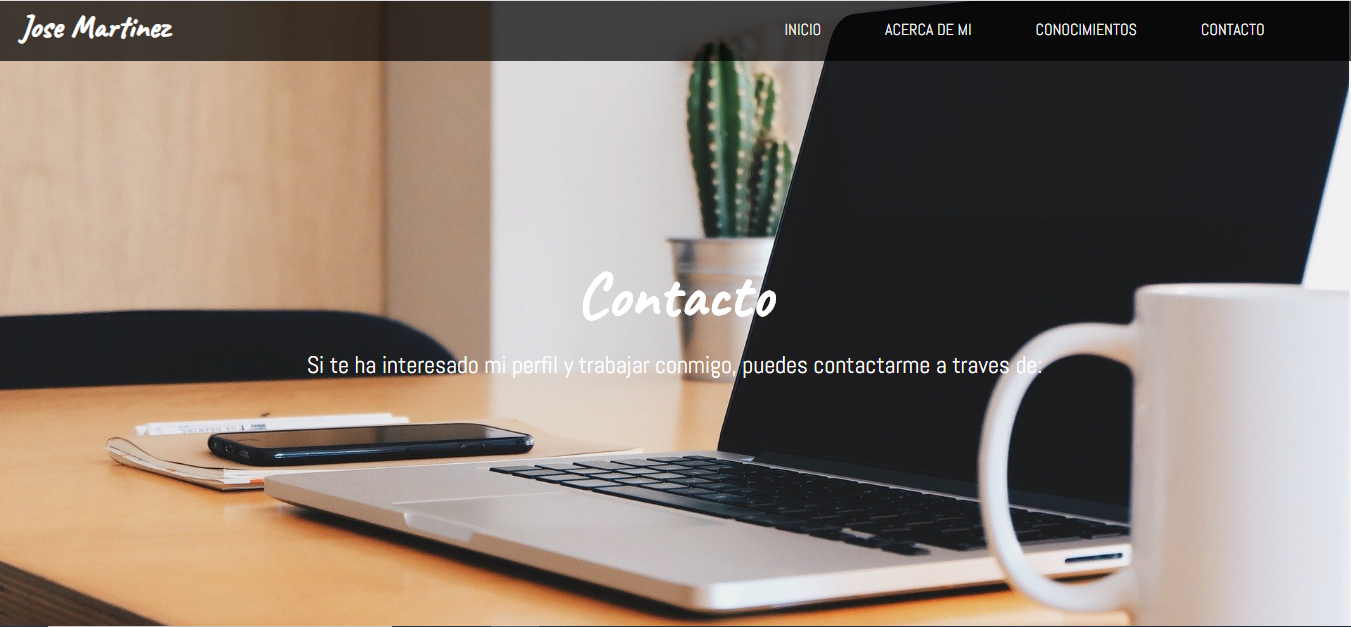 Jose Martinez
INICIO ACERCA DE MI CONOCIMIENTOS CONTACTO
Contacto
Si te ha interesado mi perfil y trabajar conmigo, puedes contactarme a traves de: